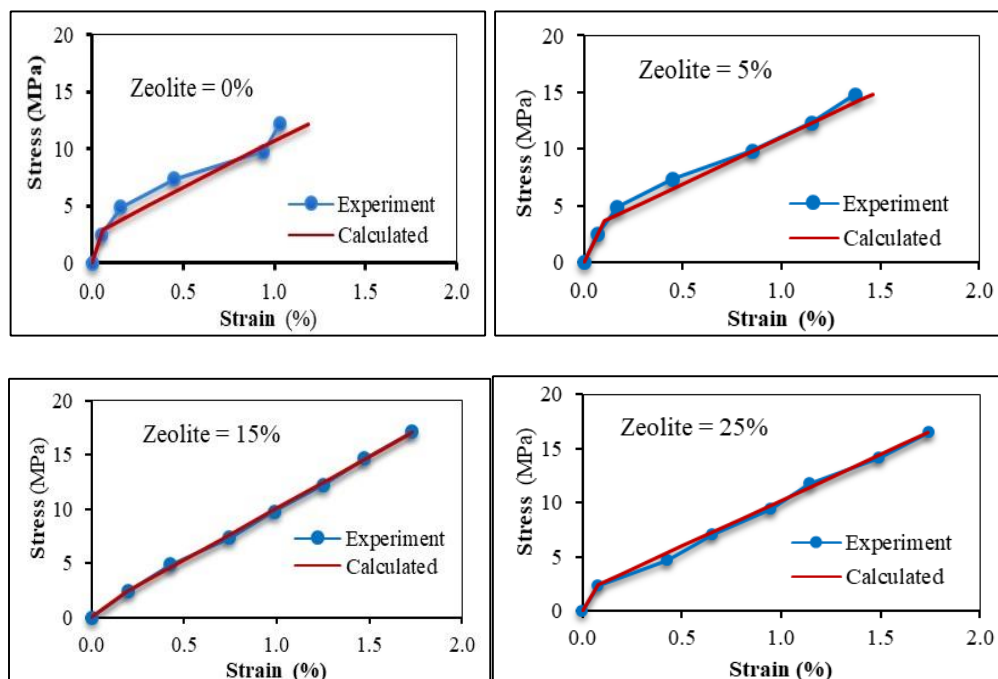 20
15
10
5
0
Stress (MPa)
Zeolite = 0%
Experiment
Calculated
0.0 0.5 1.0 1.5 2.0
Strain (%)
20
15
10
5
0
Stress (MPa)
Zeolite = 5%
Experiment
Calculated
0.0 0.5 1.0 1.5 2.0
Strain (%)
20
15
10
5
0
Stress (MPa)
Zeolite = 15%
Experiment
Calculated
0.0 0.5 1.0 1.5 2.0
Strain (%)
20
15
10
5
0
Stress (MPa)
Zeolite = 25%
Experiment
Calculated
0.0 0.5 1.0 1.5 2.0
Strain (%)